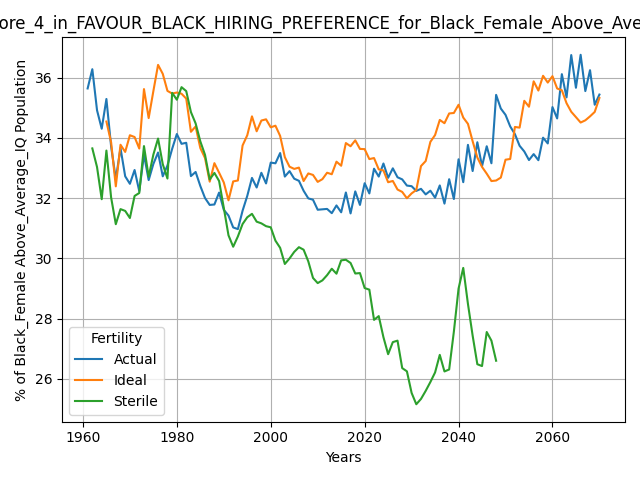 ore_4_in_FAVOUR_BLACK_HIRING_PREFERENCE_for_Black_Female_Above_Ave
% of Black_Female Above_Average_IQ Population
36
34
32
30
28
26
Fertility
Actual
Ideal
Sterile
1960 1980 2000 2020 2040 2060
Years